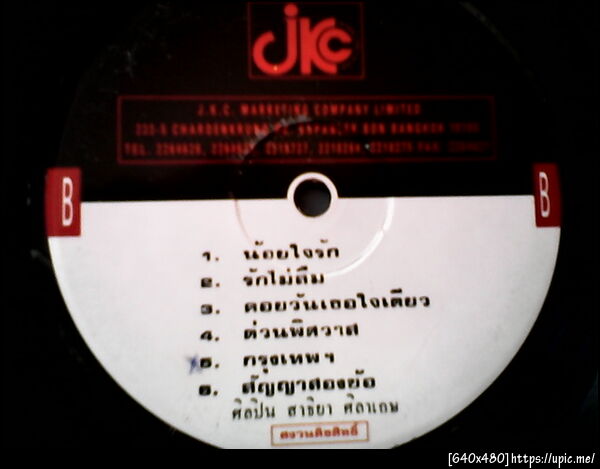 JKC
J.K.C. MARKETING COMPANY LIMITED
BANGKOK
B B
1. น้อยใจรัก
2. รักไม่ลืม
3. คอยวันเธอใจเดียว
4. ด่วนพิศวาส
5. กรุงเทพฯ
6. สัญญาสองข้อ
ศิลปิน สาธิยา ศิลาเกษ
สงวนลิขสิทธิ์
[640x480]https://upic.me/